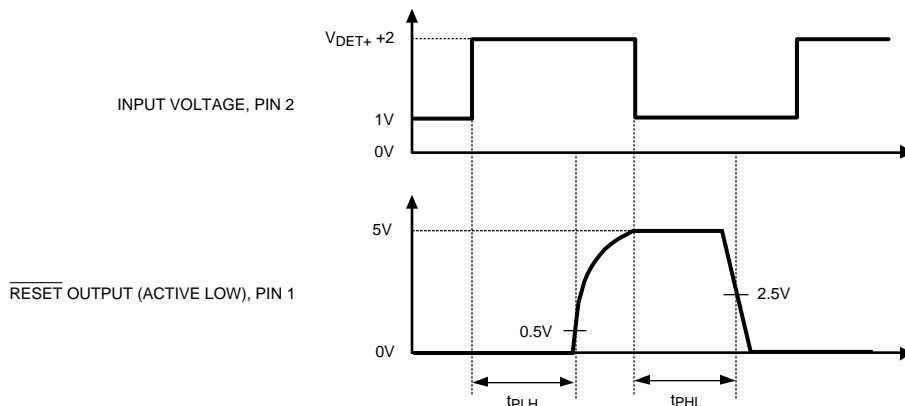 V_DET+ +2
INPUT VOLTAGE, PIN 2
1V
0V
5V
RESET OUTPUT (ACTIVE LOW), PIN 1
0.5V
2.5V
0V
tPLH
tPHL